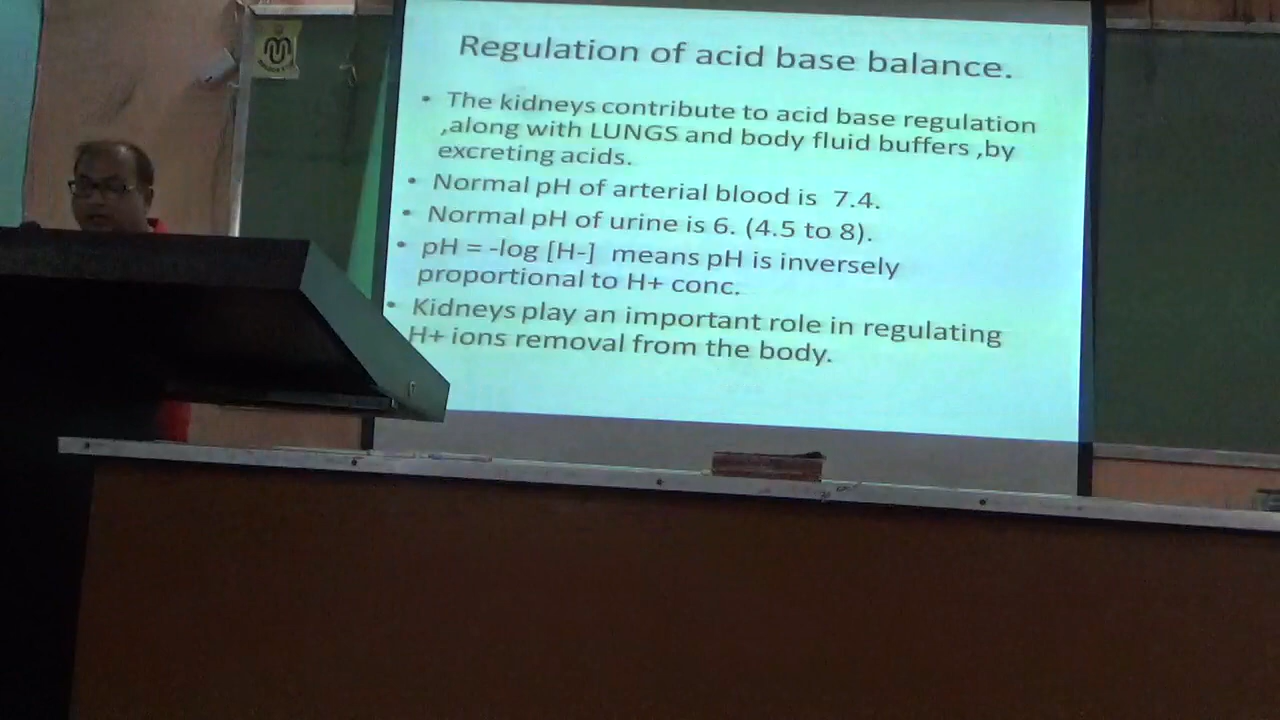 Regulation of acid base balance.
• The kidneys contribute to acid base regulation
,along with LUNGS and body fluid buffers ,by
excreting acids.
• Normal pH of arterial blood is 7.4.
• Normal pH of urine is 6. (4.5 to 8).
• pH = -log [H-] means pH is inversely
proportional to H+ conc.
• Kidneys play an important role in regulating
H+ ions removal from the body.